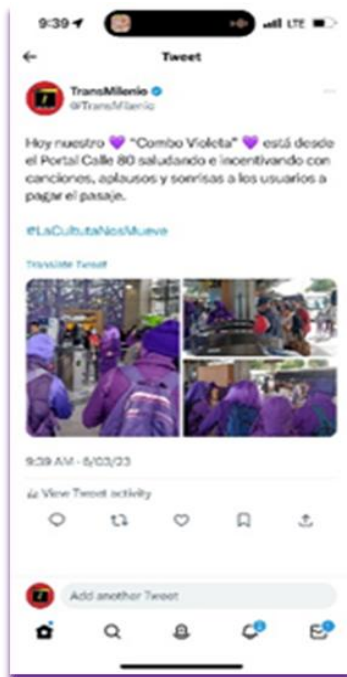 9:39
LTE
Tweet
TransMilenio
@TransMilenio
Hoy nuestro 💜 “Combo Violeta” 💜 está desde
el Portal Calle 80 saludando e incentivando con
canciones, aplausos y sonrisas a los usuarios a
pagar el pasaje.
#LaCultutaNosMueve
Translate Tweet
9:39 AM · 6/03/23
View Tweet activity
Add another Tweet